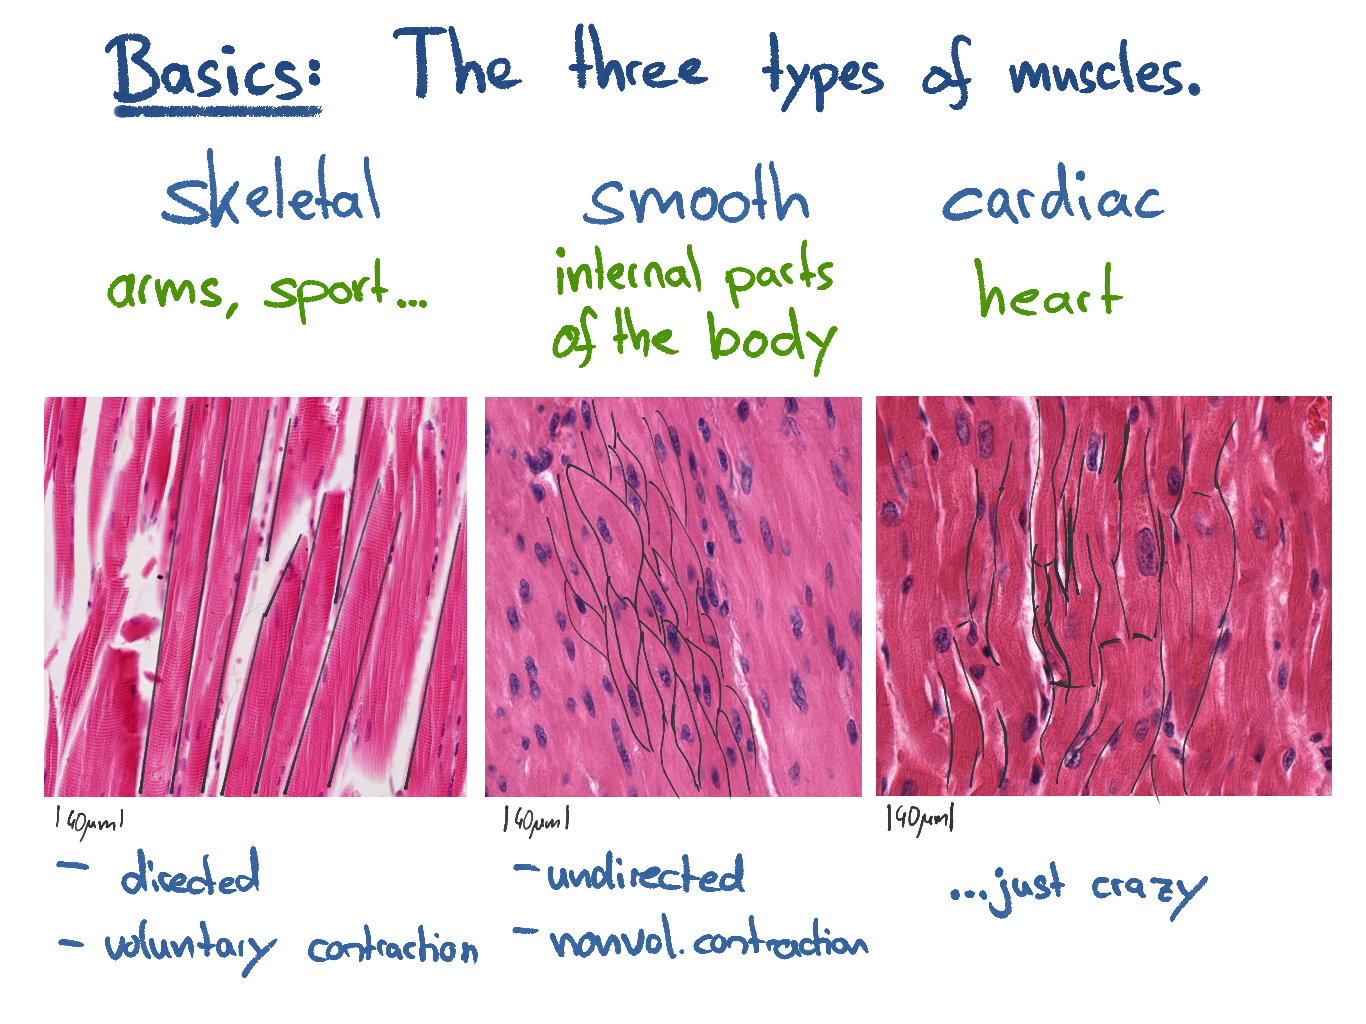 Basics: The three types of muscles.
skeletal
arms, sport...
smooth
internal parts
of the body
cardiac
heart
|40µm|
- directed
- voluntary contraction
|40µm|
- undirected
- nonvol. contraction
|40µm|
...just crazy